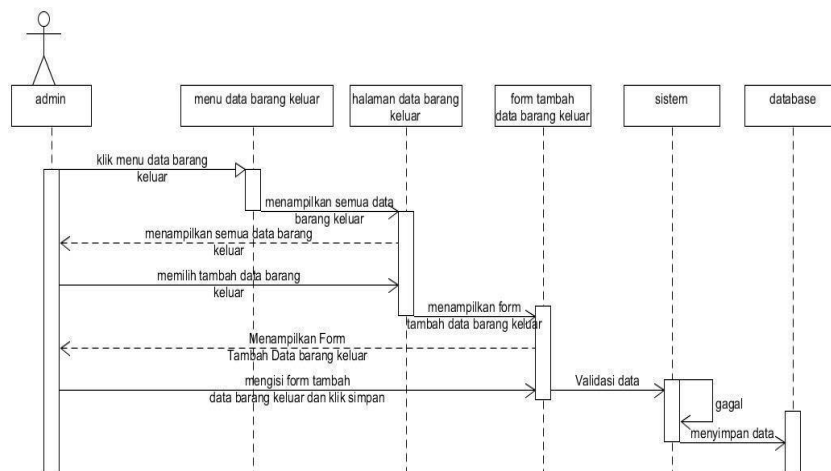 admin
menu data barang keluar
halaman data barang
keluar
form tambah
data barang keluar
sistem
database
klik menu data barang
keluar
menampilkan semua data
barang keluar
menampilkan semua data barang
keluar
memilih tambah data barang
keluar
menampilkan form
tambah data barang keluar
Menampilkan Form
Tambah Data barang keluar
mengisi form tambah
data barang keluar dan klik simpan
Validasi data
gagal
menyimpan data